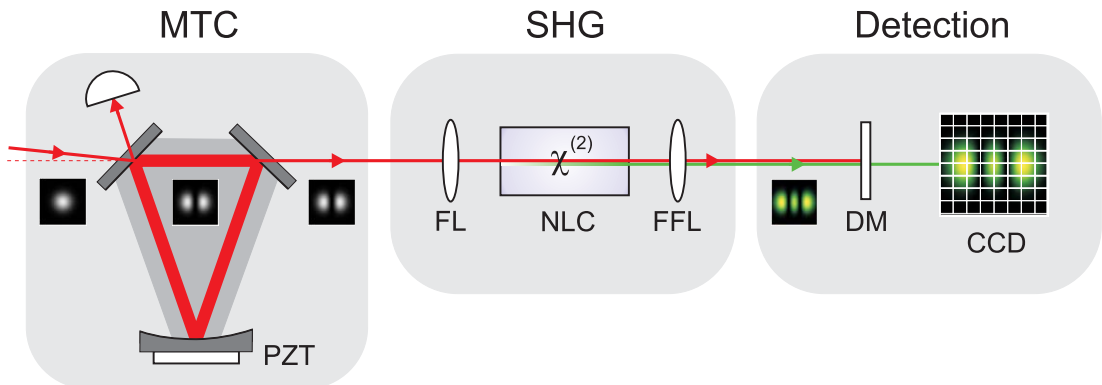 MTC
SHG
Detection
χ(2)
FL
NLC
FFL
DM
CCD
PZT